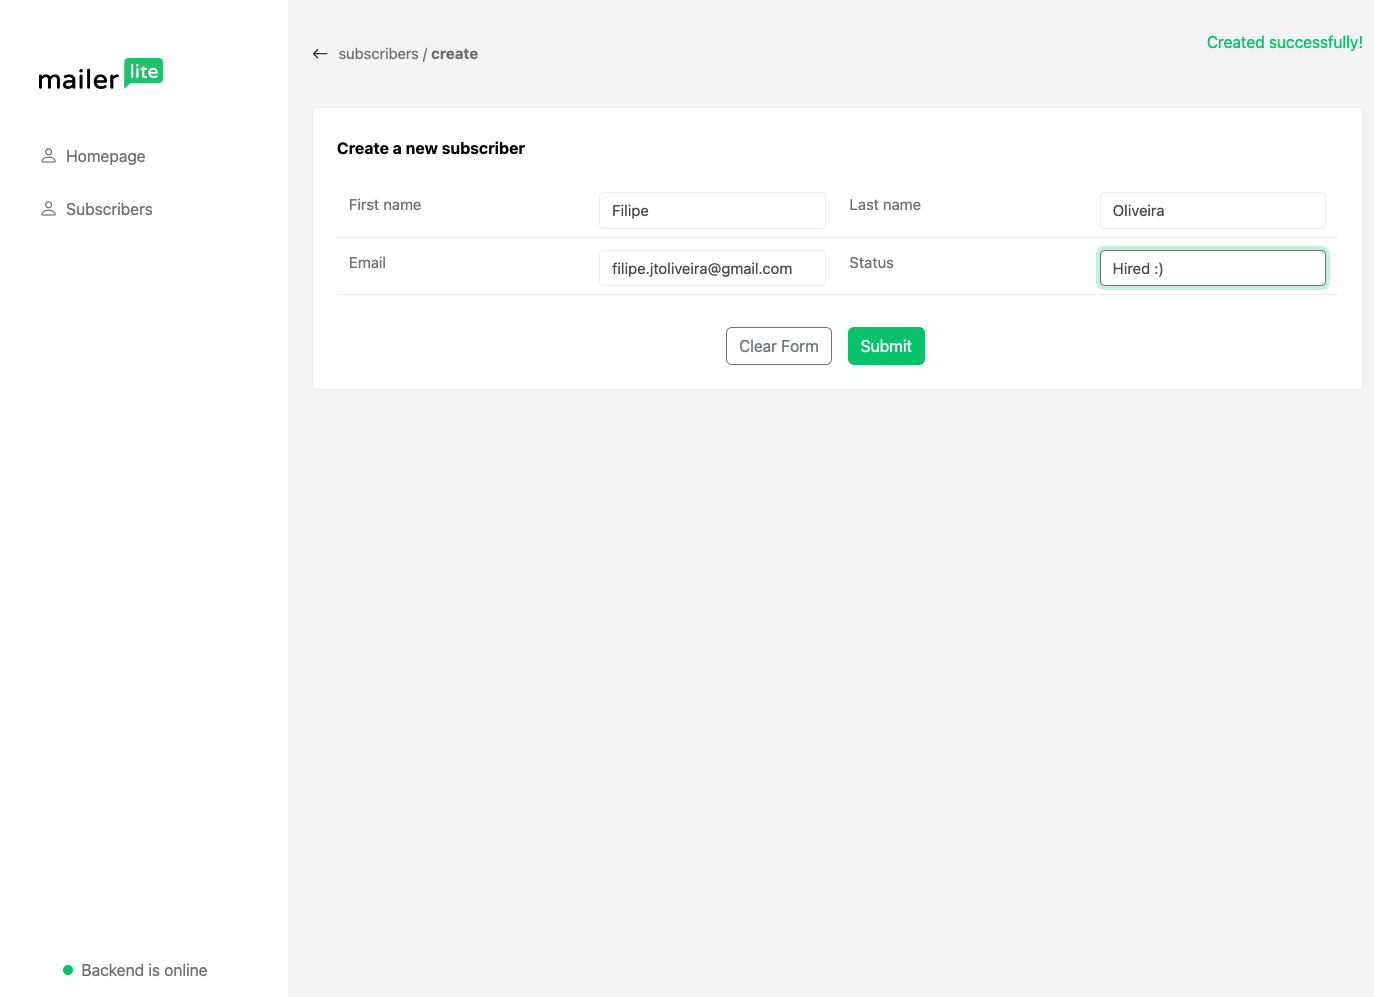 mailer lite
Homepage
Subscribers
Backend is online
subscribers / create
Created successfully!
Create a new subscriber
First name
Filipe
Last name
Oliveira
Email
filipe.jtoliveira@gmail.com
Status
Hired :)
Clear Form
Submit